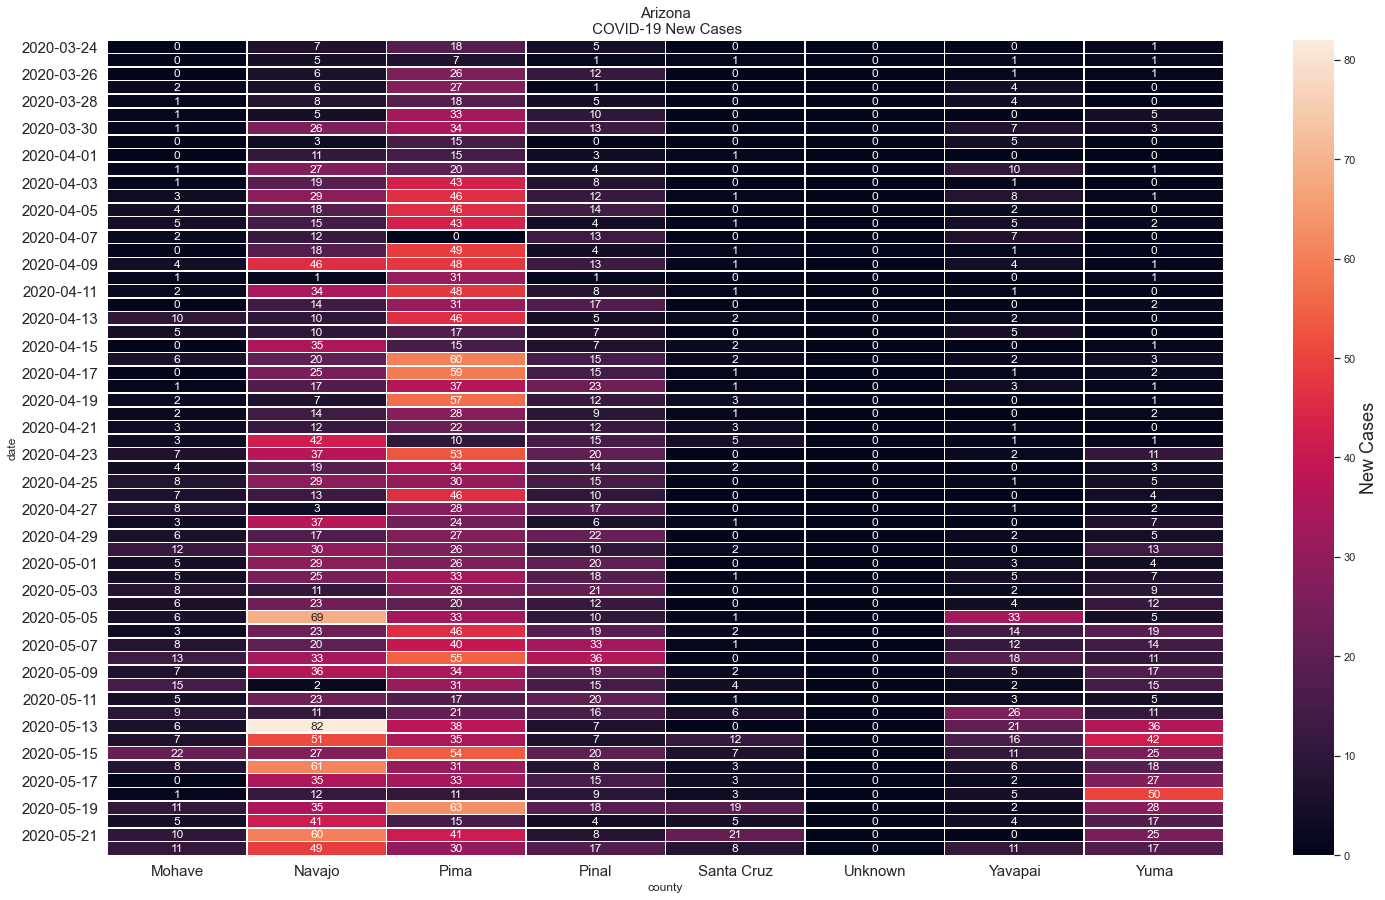 Arizona
COVID-19 New Cases
2020-03-24 0 7 18 5 0 0 0 1
0 5 7 1 1 0 1 1
2020-03-26 0 6 26 12 0 0 1 1
2 6 27 1 0 0 4 0
2020-03-28 1 8 18 5 0 0 4 0
1 5 33 10 0 0 0 5
2020-03-30 1 26 34 13 0 0 7 3
0 3 15 0 0 0 5 0
2020-04-01 0 11 15 3 1 0 0 0
1 27 20 4 0 0 10 1
2020-04-03 1 19 43 8 0 0 1 0
3 29 46 12 1 0 8 1
2020-04-05 4 18 46 14 0 0 2 0
5 15 43 4 1 0 5 2
2020-04-07 2 12 0 13 0 0 7 0
0 18 49 4 1 0 1 0
2020-04-09 4 46 48 13 1 0 4 1
1 1 31 1 0 0 0 1
2020-04-11 2 34 48 8 1 0 1 0
0 14 31 17 0 0 0 2
2020-04-13 10 10 46 5 2 0 2 0
5 10 17 7 0 0 5 0
2020-04-15 0 35 15 7 2 0 0 1
6 20 60 15 2 0 2 3
2020-04-17 0 25 59 15 1 0 1 2
1 17 37 23 1 0 3 1
2020-04-19 2 7 57 12 3 0 0 1
2 14 28 9 1 0 0 2
2020-04-21 3 12 22 12 3 0 1 0
3 42 10 15 5 0 1 1
2020-04-23 7 37 53 20 0 0 2 11
4 19 34 14 2 0 0 3
2020-04-25 8 29 30 15 0 0 1 5
7 13 46 10 0 0 0 4
2020-04-27 8 3 28 17 0 0 1 2
3 37 24 6 1 0 0 7
2020-04-29 6 17 27 22 0 0 2 5
12 30 26 10 2 0 0 13
2020-05-01 5 29 26 20 0 0 3 4
5 25 33 18 1 0 5 7
2020-05-03 8 11 26 21 0 0 2 9
6 23 20 12 0 0 4 12
2020-05-05 6 69 33 10 1 0 33 5
3 23 46 19 2 0 14 19
2020-05-07 8 20 40 33 1 0 12 14
13 33 55 36 0 0 18 11
2020-05-09 7 36 34 19 2 0 5 17
15 2 31 15 4 0 2 15
2020-05-11 5 23 17 20 1 0 3 5
9 11 21 16 6 0 26 11
2020-05-13 6 82 38 7 0 0 21 36
7 51 35 7 12 0 16 42
2020-05-15 22 27 54 20 7 0 11 25
8 61 31 8 3 0 6 18
2020-05-17 0 35 33 15 3 0 2 27
1 12 11 9 3 0 5 50
2020-05-19 11 35 63 18 19 0 2 28
5 41 15 4 5 0 4 17
2020-05-21 10 60 41 8 21 0 0 25
11 49 30 17 8 0 11 17
Mohave Navajo Pima Pinal Santa Cruz Unknown Yavapai Yuma
county
date
80
70
60
50
40
30
20
10
0
New Cases